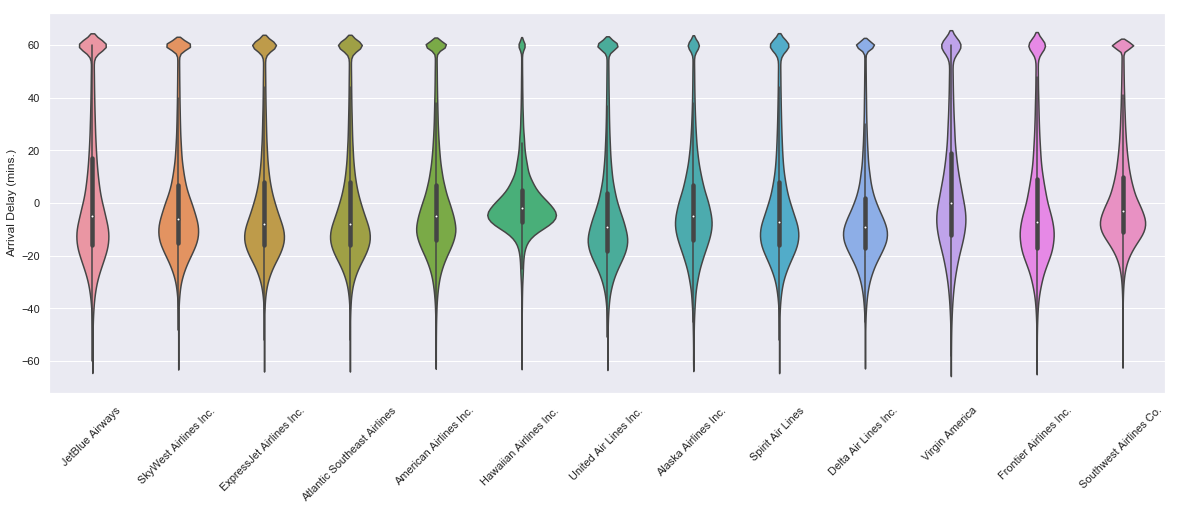 Arrival Delay (mins.)
60
40
20
0
−20
−40
−60
JetBlue Airways
SkyWest Airlines Inc.
ExpressJet Airlines Inc.
Atlantic Southeast Airlines
American Airlines Inc.
Hawaiian Airlines Inc.
United Air Lines Inc.
Alaska Airlines Inc.
Spirit Air Lines
Delta Air Lines Inc.
Virgin America
Frontier Airlines Inc.
Southwest Airlines Co.